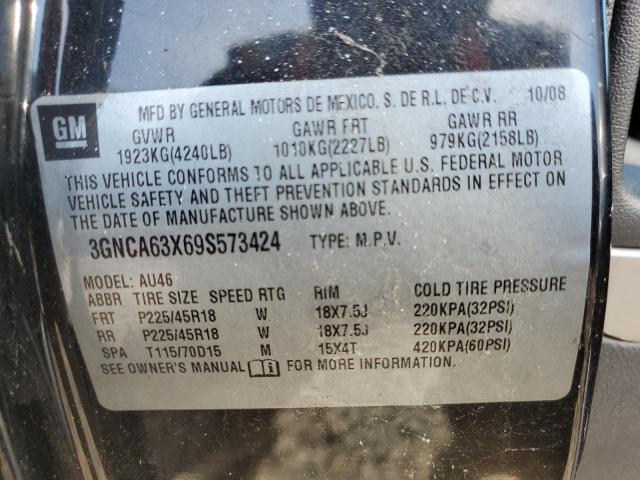 MFD BY GENERAL MOTORS DE MEXICO, S. DE R.L. DE C.V. 10/08
GM
GVWR GAWR FRT GAWR RR
1923KG(4240LB) 1010KG(2227LB) 979KG(2158LB)
THIS VEHICLE CONFORMS TO ALL APPLICABLE U.S. FEDERAL MOTOR
VEHICLE SAFETY AND THEFT PREVENTION STANDARDS IN EFFECT ON
THE DATE OF MANUFACTURE SHOWN ABOVE.
3GNCA63X69S573424 TYPE: M.P.V.
MODEL: AU46
ABBR TIRE SIZE SPEED RTG RIM COLD TIRE PRESSURE
FRT P225/45R18 W 18X7.5J 220KPA(32PSI)
RR P225/45R18 W 18X7.5J 220KPA(32PSI)
SPA T115/70D15 M 15X4T 420KPA(60PSI)
SEE OWNER'S MANUAL FOR MORE INFORMATION